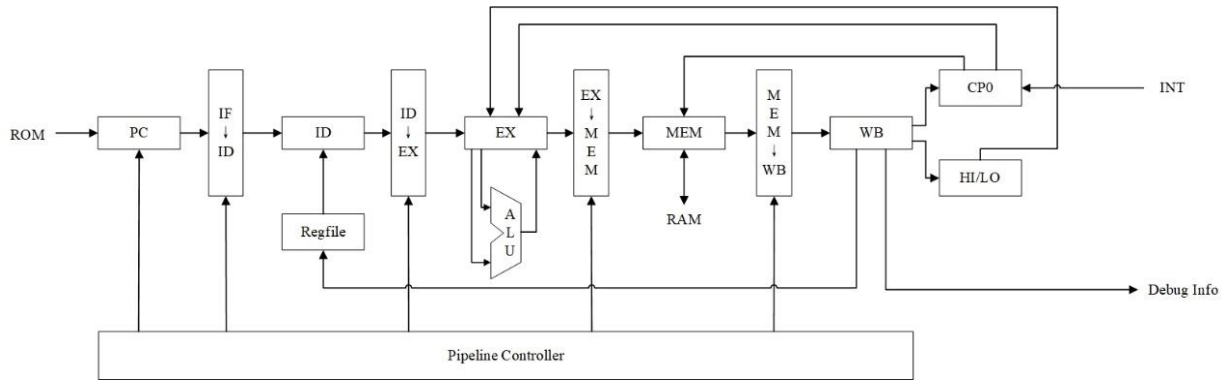 ROM
PC
IF
↓
ID
ID
Regfile
ID
↓
EX
EX
A
L
U
EX
↓
MEM
MEM
RAM
M
E
M
↓
WB
WB
CP0
HI/LO
INT
Debug Info
Pipeline Controller